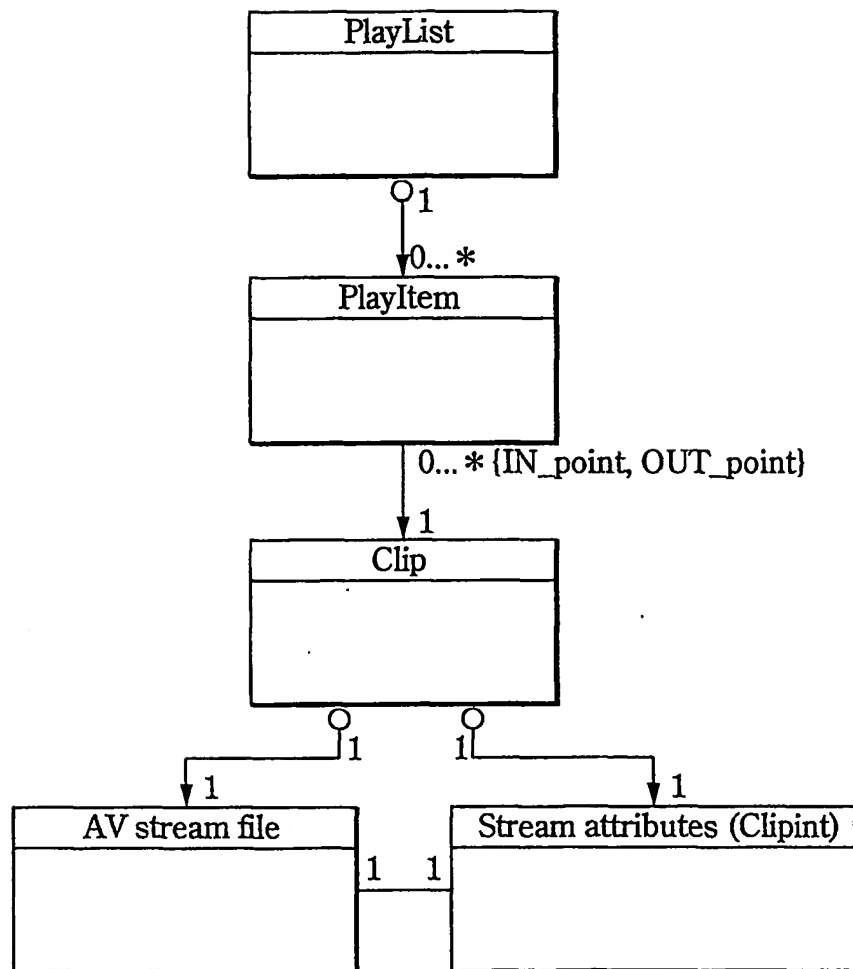 PlayList
1
0... *
PlayItem
0... * {IN_point, OUT_point}
1
Clip
1 1
1 1
AV stream file Stream attributes (Clipint)
1 1